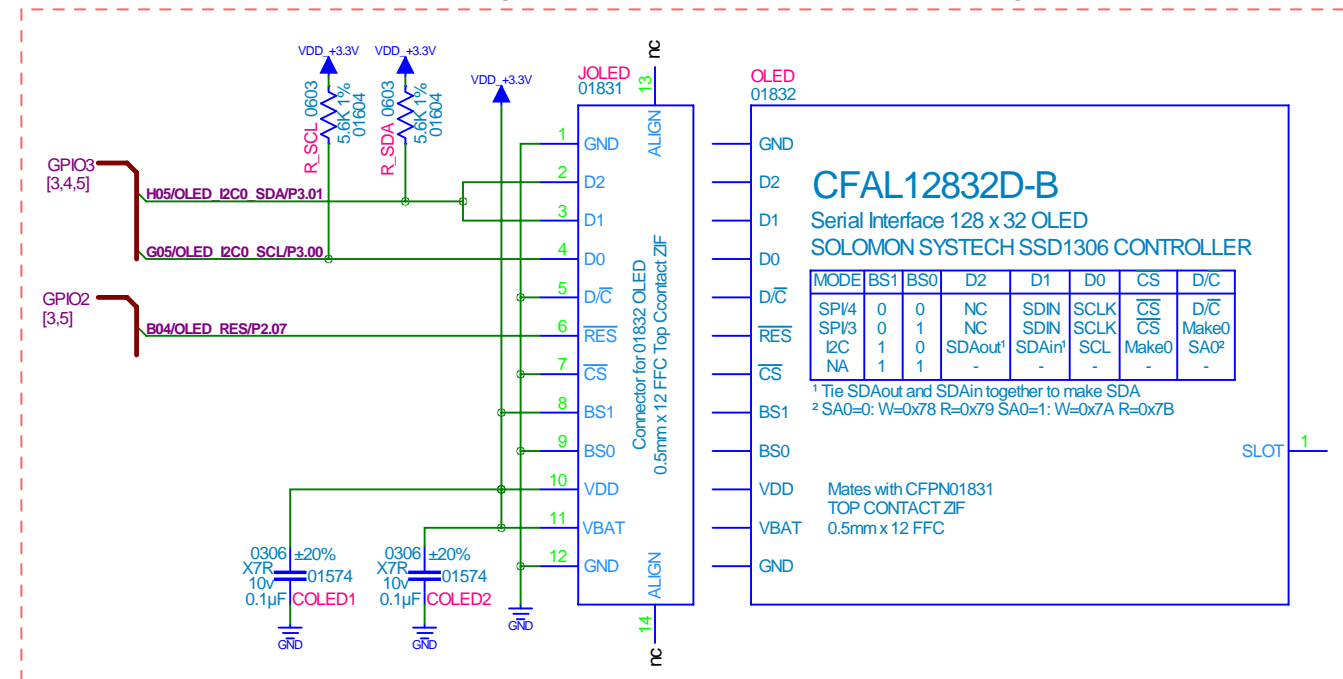 VDD_+3.3V
VDD_+3.3V
VDD_+3.3V
R_SCL 0603
5.6K 1%
01604
R_SDA 0603
5.6K 1%
01604
GPIO3
[3,4,5]
H05/OLED_I2C0_SDA/P3.01
G05/OLED_I2C0_SCL/P3.00
GPIO2
[3,5]
B04/OLED_RES/P2.07
0306 ±20%
X7R
10v 01574
0.1µF COLED1
GND
0306 ±20%
X7R
10v 01574
0.1µF COLED2
GND
GND
JOLED
01831
13 nc
ALIGN
1 GND
2 D2
3 D1
4 D0
5 D/C
6 RES
7 CS
8 BS1
9 BS0
10 VDD
11 VBAT
12 GND
ALIGN
14 nc
Connector for 01832 OLED
0.5mm x 12 FFC Top Ccontact ZIF
OLED
01832
GND
D2
D1
D0
D/C
RES
CS
BS1
BS0
VDD
VBAT
GND
CFAL12832D-B
Serial Interface 128 x 32 OLED
SOLOMON SYSTECH SSD1306 CONTROLLER
MODE BS1 BS0 D2 D1 D0 CS D/C
SPI/4 0 0 NC SDIN SCLK CS D/C
SPI/3 0 1 NC SDIN SCLK CS Make0
I2C 1 0 SDAout¹ SDAin¹ SCL Make0 SA0²
NA 1 1 - - - - -
¹ Tie SDAout and SDAin together to make SDA
² SA0=0: W=0x78 R=0x79 SA0=1: W=0x7A R=0x7B
SLOT 1
Mates with CFPN01831
TOP CONTACT ZIF
0.5mm x 12 FFC